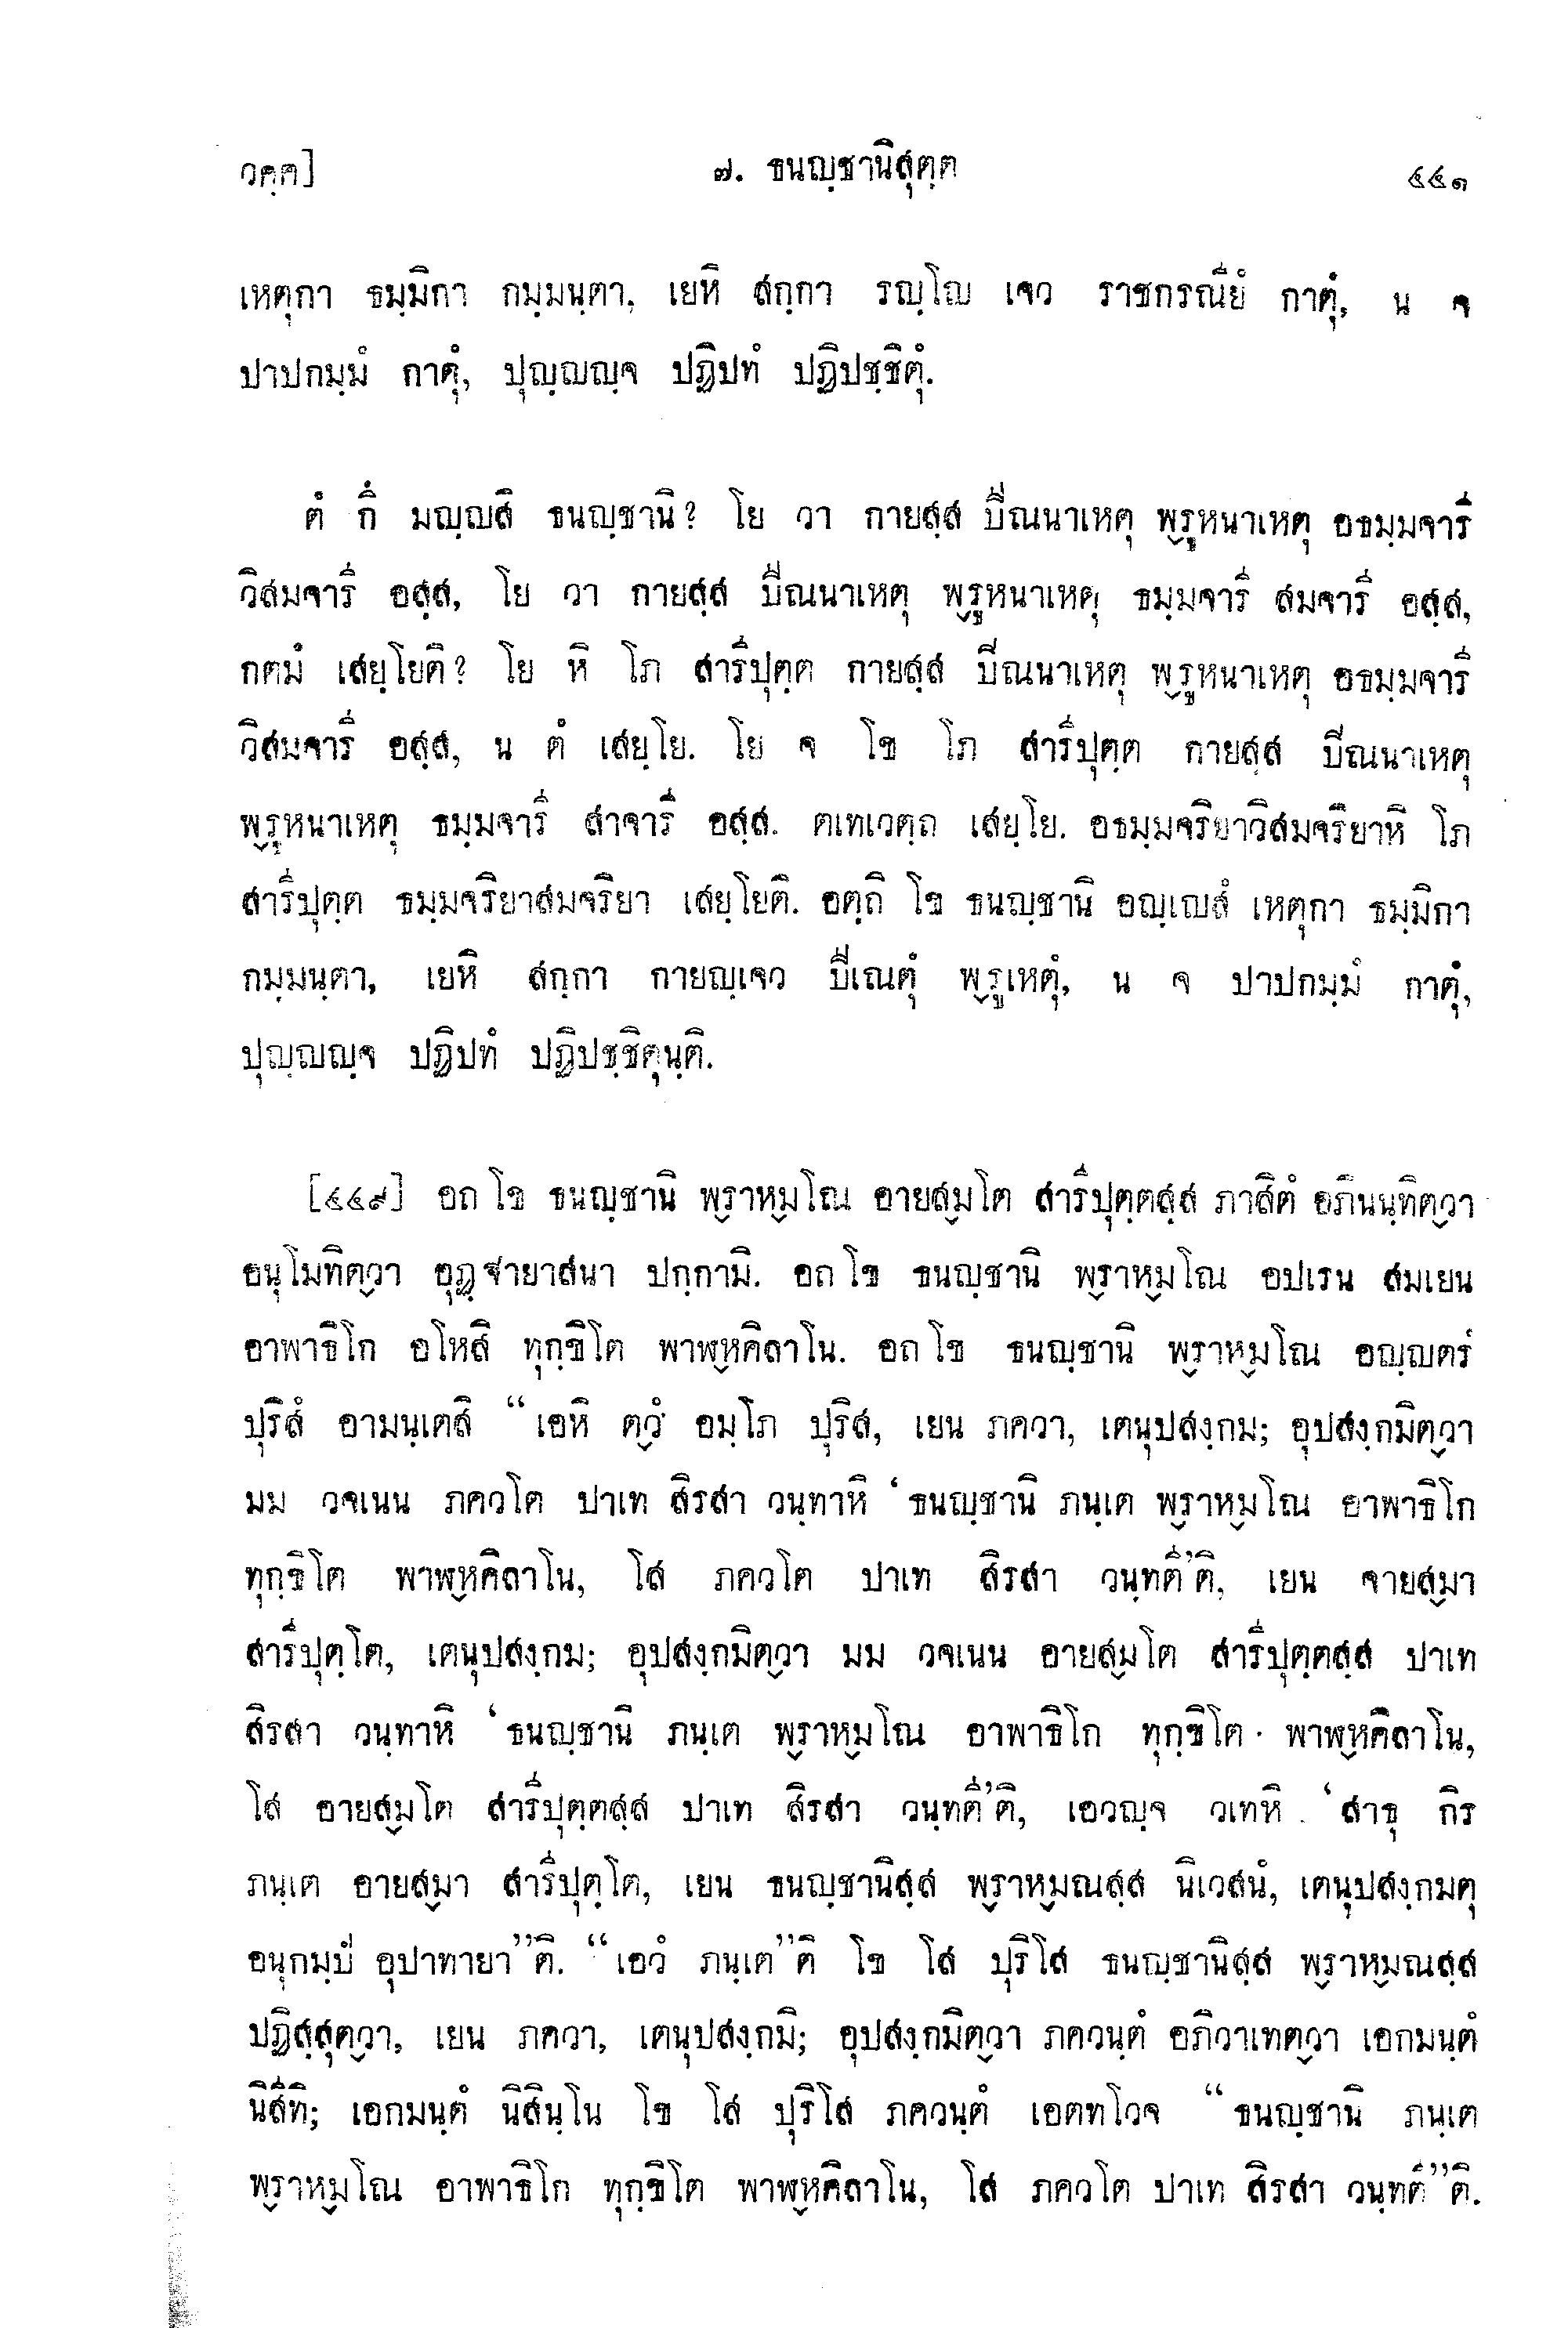 วคฺค]
๗. ธนญฺชานิสุตฺต
๔๔๑
เหตุกา ธมฺมิกา กมฺมนฺตา, เยหิ สกฺกา รญฺโญ เจว ราชกรณียํ กาตุํ, น จ
ปาปกมฺมํ กาตุํ, ปุญฺญญฺจ ปฏิปทํ ปฏิปชฺชิตุํ.
ตํ กึ มญฺญสิ ธนญฺชานิ? โย วา กายสฺส ปีณนาเหตุ พ๎รูหนาเหตุ อธมฺมจารี
วิสมจารี อสฺส, โย วา กายสฺส ปีณนาเหตุ พ๎รูหนาเหตุ ธมฺมจารี สมจารี อสฺส,
กตมํ เสยฺโยติ? โย หิ โภ สารีปุตฺต กายสฺส ปีณนาเหตุ พ๎รูหนาเหตุ อธมฺมจารี
วิสมจารี อสฺส, น ตํ เสยฺโย. โย จ โข โภ สารีปุตฺต กายสฺส ปีณนาเหตุ
พ๎รูหนาเหตุ ธมฺมจารี สาจารี อสฺส. ตเทเวตฺถ เสยฺโย. อธมฺมจริยาวิสมจริยาหิ โภ
สารีปุตฺต ธมฺมจริยาสมจริยา เสยฺโยติ. อตฺถิ โข ธนญฺชานิ อญฺเญสํ เหตุกา ธมฺมิกา
กมฺมนฺตา, เยหิ สกฺกา กายญฺเจว ปีเณตุํ พ๎รูเหตุํ, น จ ปาปกมฺมํ กาตุํ,
ปุญฺญญฺจ ปฏิปทํ ปฏิปชฺชิตุนฺติ.
[๔๔๙] อถ โข ธนญฺชานิ พ๎ราหฺมโณ อายสฺมโต สารีปุตฺตสฺส ภาสิตํ อภินนฺทิต๎วา
อนุโมทิต๎วา อุฏฺฐายาสนา ปกฺกามิ. อถ โข ธนญฺชานิ พ๎ราห๎มโณ อปเรน สมเยน
อาพาธิโก อโหสิ ทุกฺขิโต พาฬ๎หคิลาโน. อถ โข ธนญฺชานิ พ๎ราห๎มโณ อญฺญตรํ
ปุริสํ อามนฺเตสิ “เอหิ ต๎วํ อมฺโภ ปุริส, เยน ภควา, เตนุปสงฺกม; อุปสงฺกมิต๎วา
มม วจเนน ภควโต ปาเท สิรสา วนฺทาหิ ‘ธนญฺชานิ ภนฺเต พ๎ราห๎มโณ อาพาธิโก
ทุกฺขิโต พาฬ๎หคิลาโน, โส ภควโต ปาเท สิรสา วนฺทตี’ติ, เยน จายส๎มา
สารีปุตฺโต, เตนุปสงฺกม; อุปสงฺกมิต๎วา มม วจเนน อายส๎มโต สารีปุตฺตสฺส ปาเท
สิรสา วนฺทาหิ ‘ธนญฺชานิ ภนฺเต พ๎ราห๎มโณ อาพาธิโก ทุกฺขิโต พาฬ๎หคิลาโน,
โส อายส๎มโต สารีปุตฺตสฺส ปาเท สิรสา วนฺทตี’ติ, เอวญฺจ วเทหิ ‘สาธุ กิร
ภนฺเต อายส๎มา สารีปุตฺโต, เยน ธนญฺชานิสฺส พ๎ราห๎มณสฺส นิเวสนํ, เตนุปสงฺกมตุ
อนุกมฺปํ อุปาทายา”ติ. “เอวํ ภนฺเต”ติ โข โส ปุริโส ธนญฺชานิสฺส พ๎ราห๎มณสฺส
ปฏิสฺสุต๎วา, เยน ภควา, เตนุปสงฺกมิ; อุปสงฺกมิต๎วา ภควนฺตํ อภิวาเทต๎วา เอกมนฺตํ
นิสีทิ; เอกมนฺตํ นิสินฺโน โข โส ปุริโส ภควนฺตํ เอตทโวจ “ธนญฺชานิ ภนฺเต
พ๎ราห๎มโณ อาพาธิโก ทุกฺขิโต พาฬ๎หคิลาโน, โส ภควโต ปาเท สิรสา วนฺทตี”ติ.